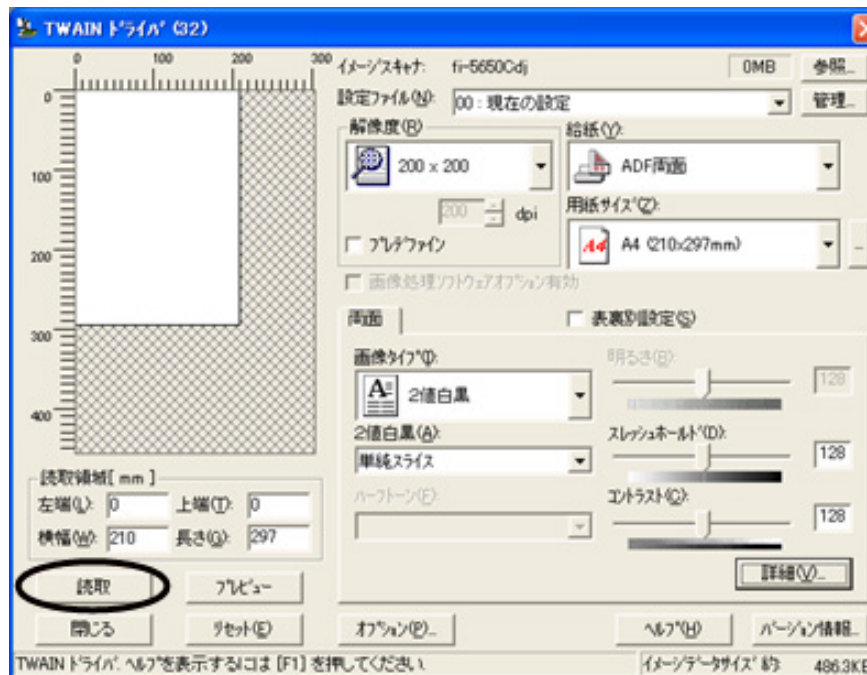 TWAIN ﾄﾞﾗｲﾊﾞ (32)
0 100 200 300
0
100
200
300
400
ｲﾒｰｼﾞｽｷｬﾅ: fi-5650Cdj 0MB 参照...
設定ﾌｧｲﾙ(N): 00 : 現在の設定 管理...
解像度(R) 給紙(Y):
200 x 200 ADF両面
200 dpi 用紙ｻｲｽﾞ(Z):
ﾌﾟﾚﾃﾞﾌｧｲﾝ A4 A4 (210x297mm) ...
画像処理ｿﾌﾄｳｪｱｵﾌﾟｼｮﾝ有効
両面 表裏別設定(S)
画像ﾀｲﾌﾟ(I): 明るさ(B):
2値白黒 128
2値白黒(A): ｽﾚｯｼｭﾎｰﾙﾄﾞ(D):
単純ｽﾗｲｽ 128
ﾊｰﾌﾄｰﾝ(F): ｺﾝﾄﾗｽﾄ(C):
128
読取領域[ mm ]
左端(L): 0 上端(T): 0
横幅(W): 210 長さ(G): 297
詳細(V)...
読取 ﾌﾟﾚﾋﾞｭｰ
閉じる ﾘｾｯﾄ(E) ｵﾌﾟｼｮﾝ(P)... ﾍﾙﾌﾟ(H) ﾊﾞｰｼﾞｮﾝ情報...
TWAIN ﾄﾞﾗｲﾊﾞ. ﾍﾙﾌﾟを表示するには [F1] を押してください. ｲﾒｰｼﾞﾃﾞｰﾀｻｲｽﾞ 約 486.3KB